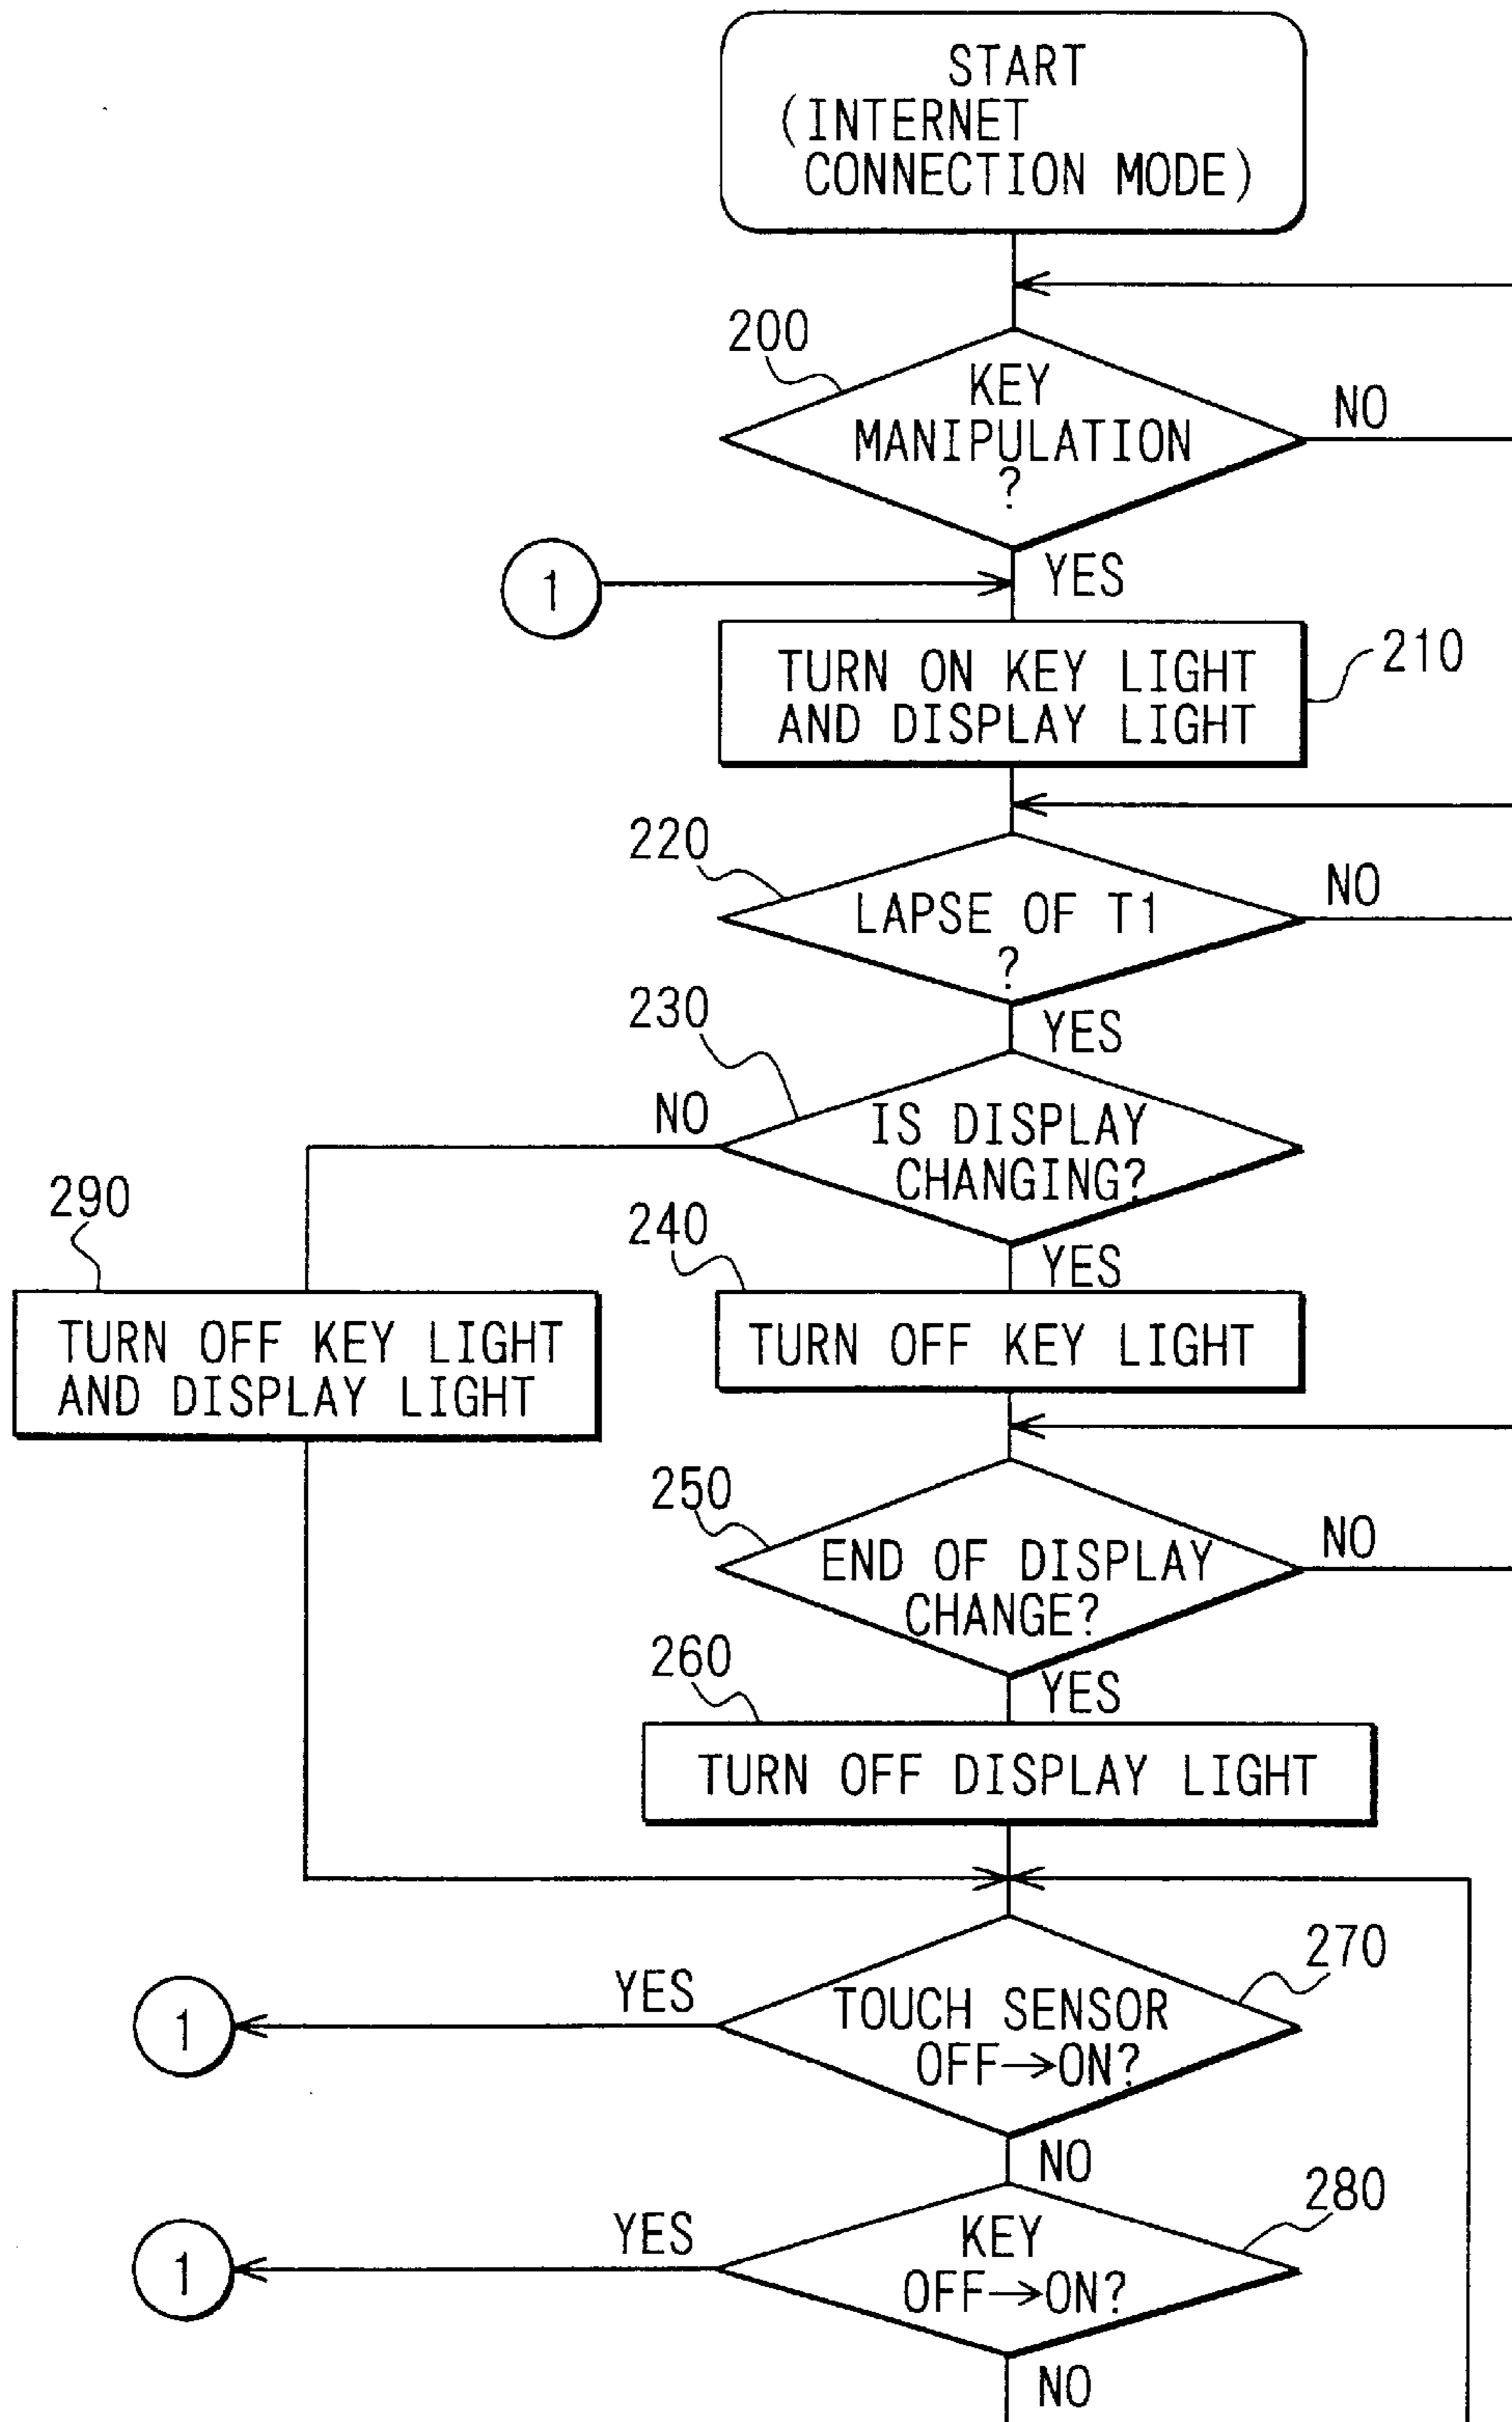 START
(INTERNET
CONNECTION MODE)
200
KEY
MANIPULATION
?
NO
1
YES
TURN ON KEY LIGHT
AND DISPLAY LIGHT
210
220
LAPSE OF T1
?
NO
YES
230
NO
IS DISPLAY
CHANGING?
YES
290
TURN OFF KEY LIGHT
AND DISPLAY LIGHT
240
TURN OFF KEY LIGHT
250
END OF DISPLAY
CHANGE?
NO
YES
260
TURN OFF DISPLAY LIGHT
270
YES
1
TOUCH SENSOR
OFF→ON?
NO
280
YES
1
KEY
OFF→ON?
NO